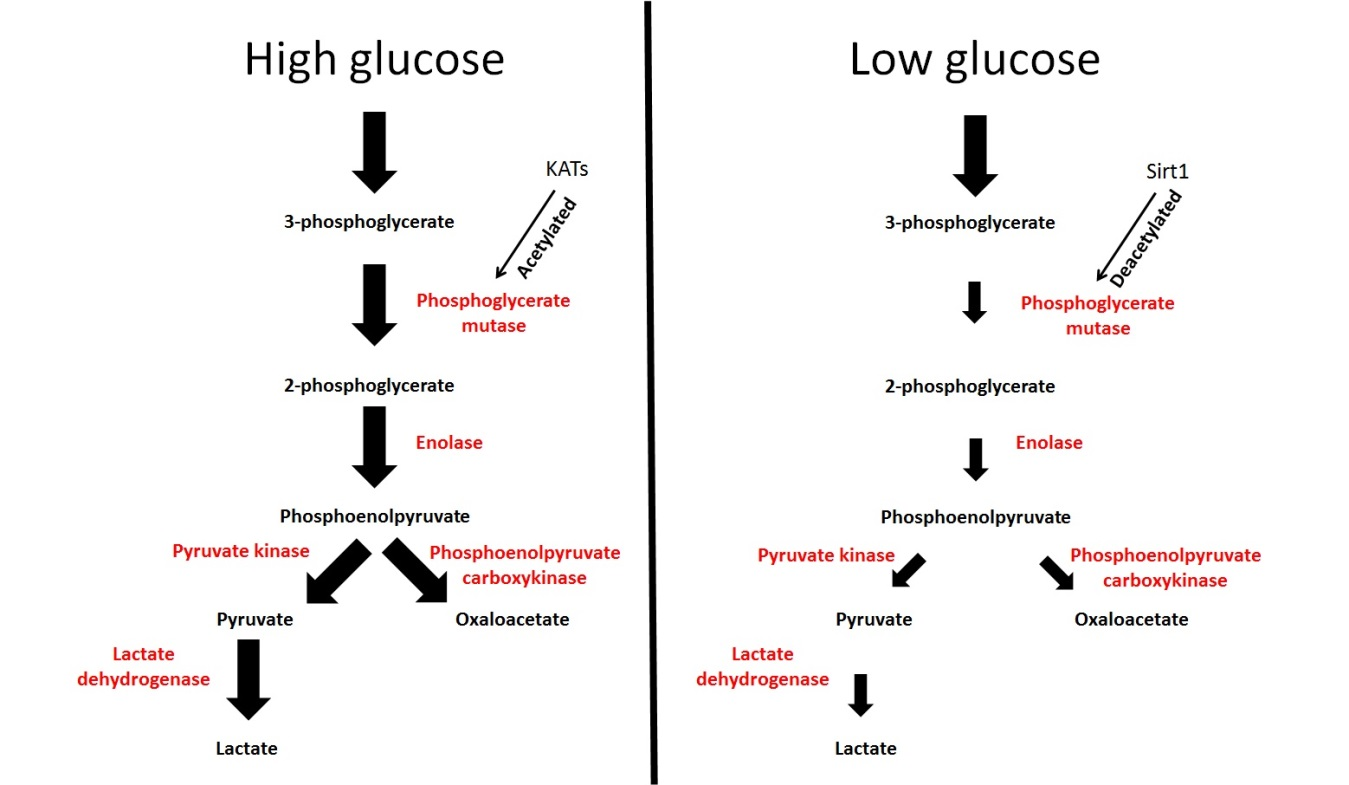 High glucose
KATs
Acetylated
3-phosphoglycerate
Phosphoglycerate
mutase
2-phosphoglycerate
Enolase
Phosphoenolpyruvate
Pyruvate kinase
Phosphoenolpyruvate
carboxykinase
Pyruvate
Oxaloacetate
Lactate
dehydrogenase
Lactate
Low glucose
Sirt1
Deacetylated
3-phosphoglycerate
Phosphoglycerate
mutase
2-phosphoglycerate
Enolase
Phosphoenolpyruvate
Pyruvate kinase
Phosphoenolpyruvate
carboxykinase
Pyruvate
Oxaloacetate
Lactate
dehydrogenase
Lactate